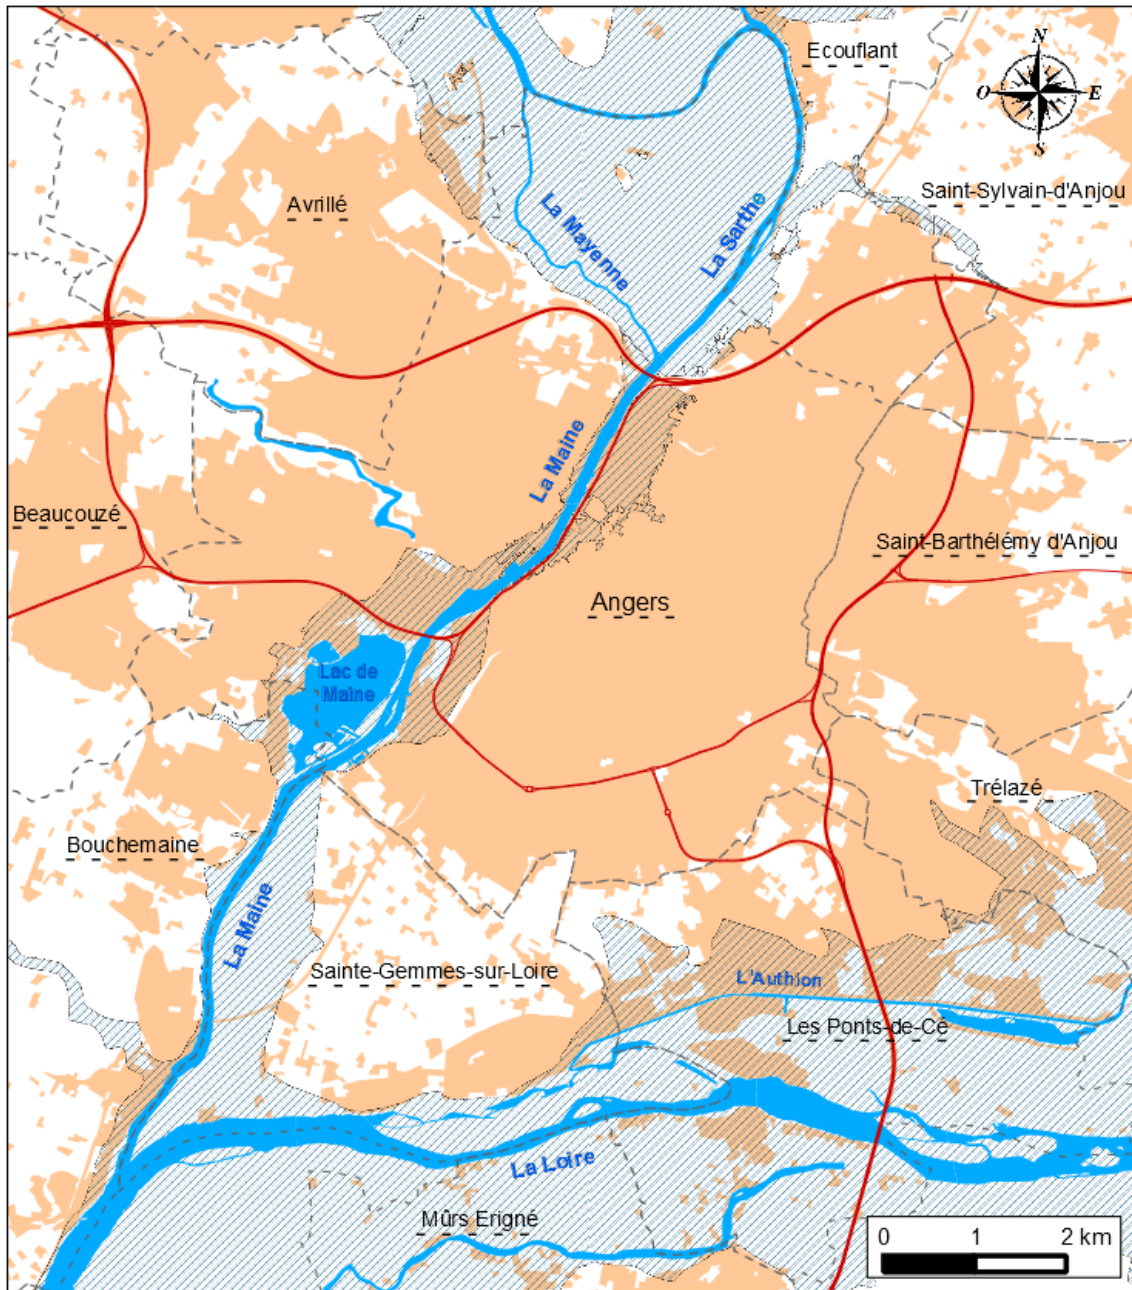 Ecouflant
N
O
E
S
Saint-Sylvain-d'Anjou
Avrillé
La Mayenne
La Sarthe
La Maine
Beaucouzé
Saint-Barthélémy d'Anjou
Angers
Lac de
Maine
Trélazé
Bouchemaine
La Maine
Sainte-Gemmes-sur-Loire
L'Authion
Les Ponts-de-Cé
La Loire
Mûrs Erigné
0 1 2 km